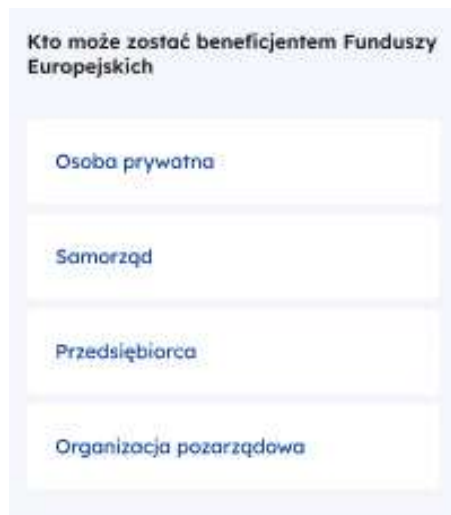 Kto może zostać beneficjentem Funduszy
Europejskich
Osoba prywatna
Samorząd
Przedsiębiorca
Organizacja pozarządowa